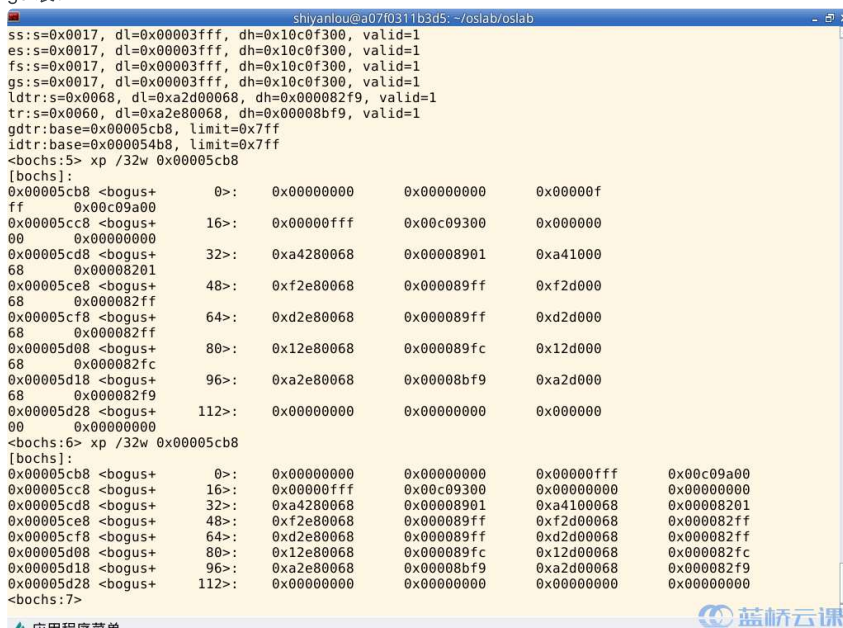 shiyanlou@a07f0311b3d5: ~/oslab/oslab
ss:s=0x0017, dl=0x00003fff, dh=0x10c0f300, valid=1
es:s=0x0017, dl=0x00003fff, dh=0x10c0f300, valid=1
fs:s=0x0017, dl=0x00003fff, dh=0x10c0f300, valid=1
gs:s=0x0017, dl=0x00003fff, dh=0x10c0f300, valid=1
ldtr:s=0x0068, dl=0xa2d00068, dh=0x000082f9, valid=1
tr:s=0x0060, dl=0xa2e80068, dh=0x00008bf9, valid=1
gdtr:base=0x00005cb8, limit=0x7ff
idtr:base=0x000054b8, limit=0x7ff
<bochs:5> xp /32w 0x00005cb8
[bochs]:
0x00005cb8 <bogus+       0>:    0x00000000      0x00000000      0x00000f
ff      0x00c09a00
0x00005cc8 <bogus+      16>:    0x00000fff      0x00c09300      0x000000
00      0x00000000
0x00005cd8 <bogus+      32>:    0xa4280068      0x00008901      0xa41000
68      0x00008201
0x00005ce8 <bogus+      48>:    0xf2e80068      0x000089ff      0xf2d000
68      0x000082ff
0x00005cf8 <bogus+      64>:    0xd2e80068      0x000089ff      0xd2d000
68      0x000082ff
0x00005d08 <bogus+      80>:    0x12e80068      0x000089fc      0x12d000
68      0x000082fc
0x00005d18 <bogus+      96>:    0xa2e80068      0x00008bf9      0xa2d000
68      0x000082f9
0x00005d28 <bogus+     112>:    0x00000000      0x00000000      0x000000
00      0x00000000
<bochs:6> xp /32w 0x00005cb8
[bochs]:
0x00005cb8 <bogus+       0>:    0x00000000      0x00000000      0x00000fff      0x00c09a00
0x00005cc8 <bogus+      16>:    0x00000fff      0x00c09300      0x00000000      0x00000000
0x00005cd8 <bogus+      32>:    0xa4280068      0x00008901      0xa4100068      0x00008201
0x00005ce8 <bogus+      48>:    0xf2e80068      0x000089ff      0xf2d00068      0x000082ff
0x00005cf8 <bogus+      64>:    0xd2e80068      0x000089ff      0xd2d00068      0x000082ff
0x00005d08 <bogus+      80>:    0x12e80068      0x000089fc      0x12d00068      0x000082fc
0x00005d18 <bogus+      96>:    0xa2e80068      0x00008bf9      0xa2d00068      0x000082f9
0x00005d28 <bogus+     112>:    0x00000000      0x00000000      0x00000000      0x00000000
<bochs:7>
应用程序菜单
蓝桥云课